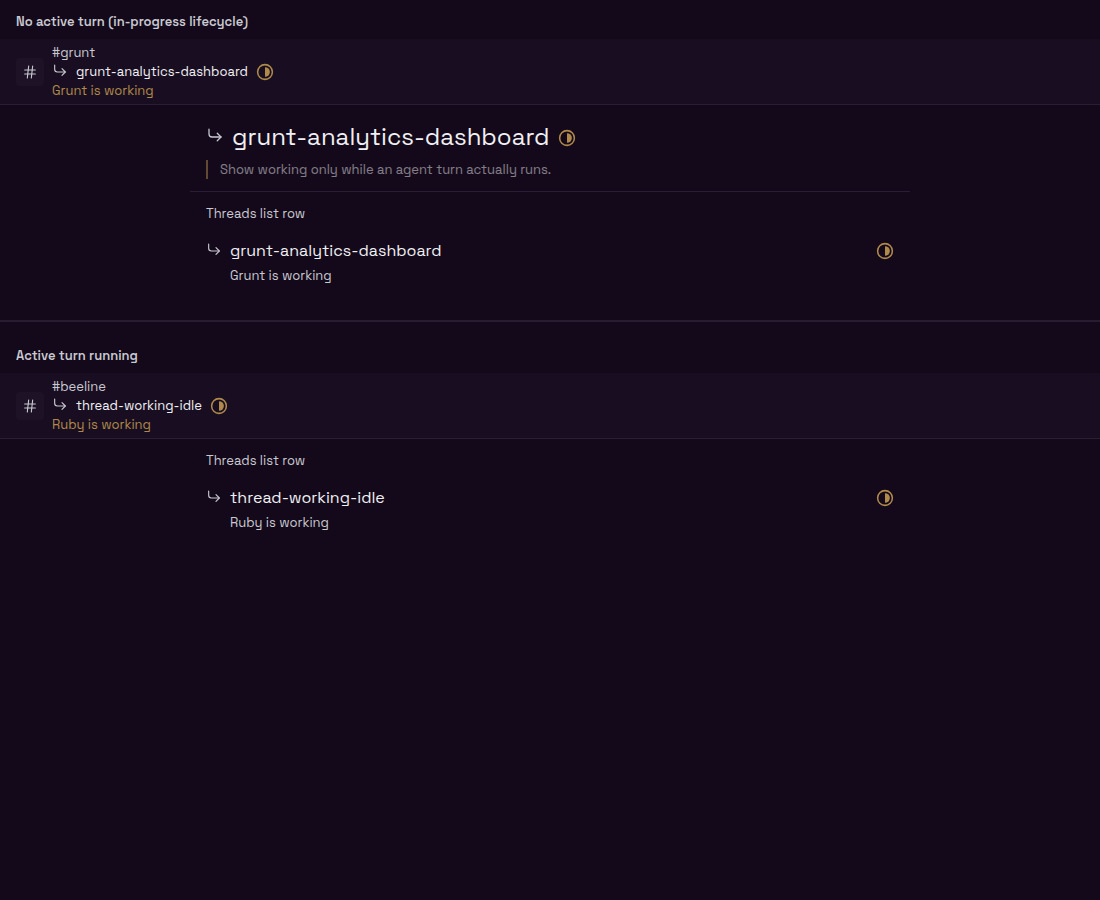 No active turn (in-progress lifecycle)
#grunt
# ↳ grunt-analytics-dashboard
Grunt is working
↳ grunt-analytics-dashboard
Show working only while an agent turn actually runs.
Threads list row
↳ grunt-analytics-dashboard
Grunt is working
Active turn running
#beeline
# ↳ thread-working-idle
Ruby is working
Threads list row
↳ thread-working-idle
Ruby is working